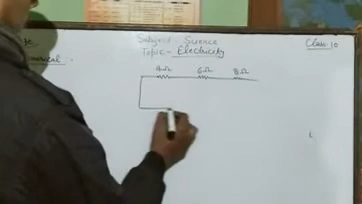 Subject - Science
Topic - Electricity
Class-10
4Ω 6Ω 8Ω